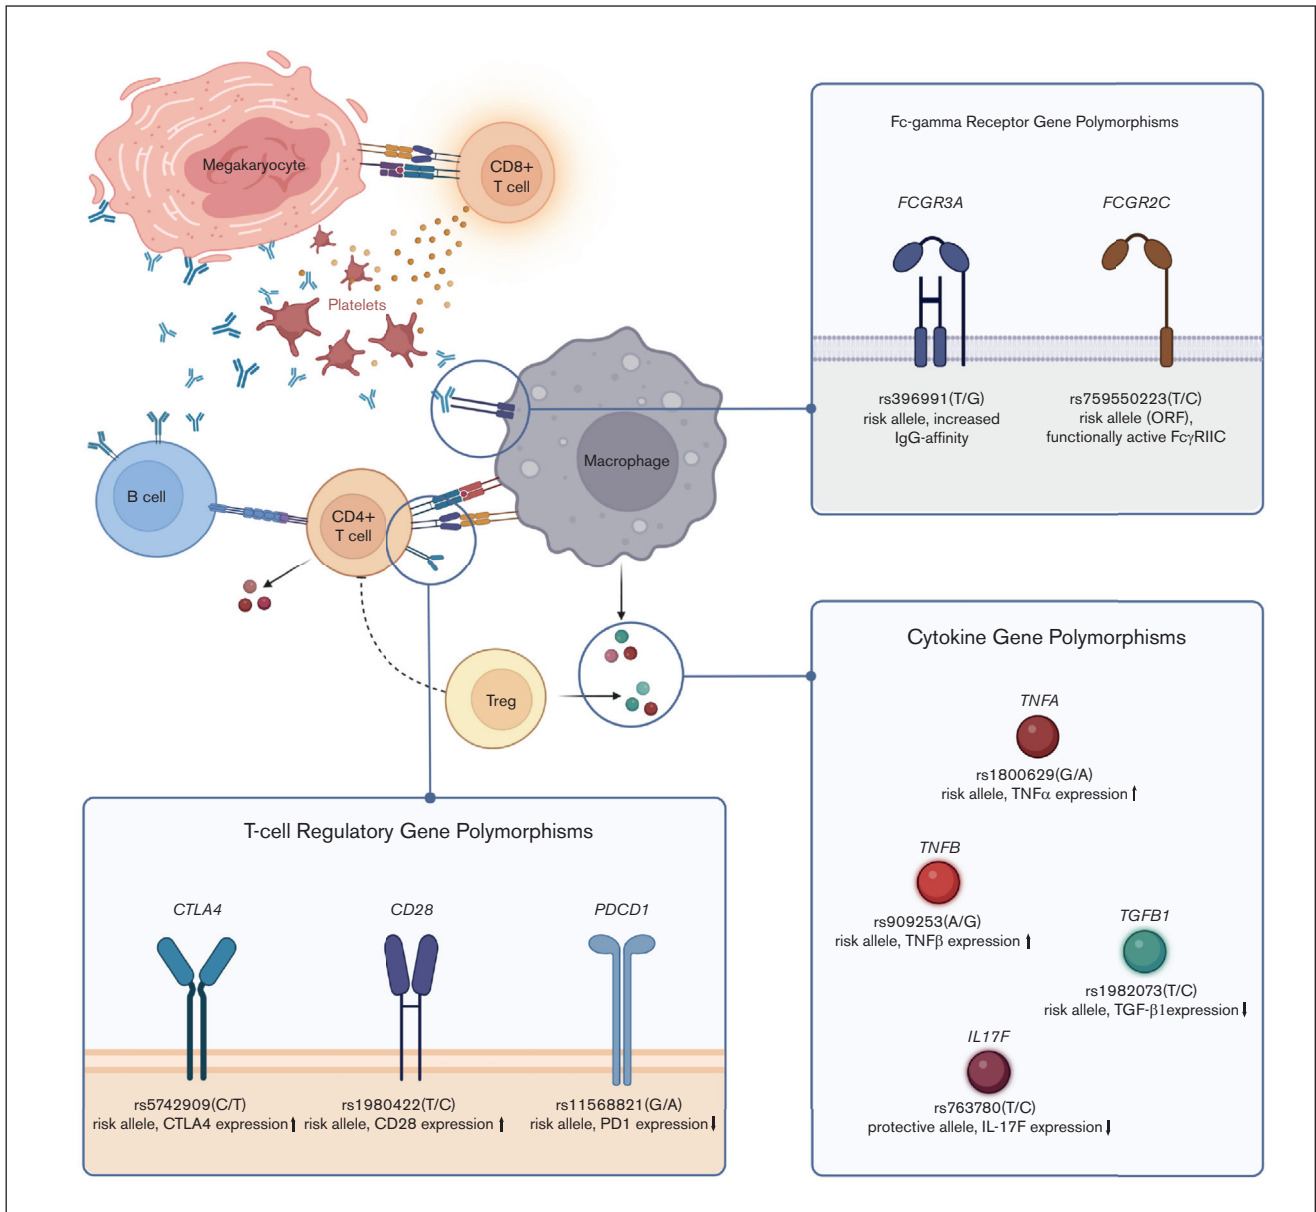 Megakaryocyte
CD8+
T cell
Platelets
Macrophage
B cell
CD4+
T cell
Treg
Fc-gamma Receptor Gene Polymorphisms
FCGR3A
rs396991(T/G)
risk allele, increased
IgG-affinity
FCGR2C
rs759550223(T/C)
risk allele (ORF),
functionally active FcγRIIC
Cytokine Gene Polymorphisms
TNFA
rs1800629(G/A)
risk allele, TNFα expression ⬆
TNFB
rs909253(A/G)
risk allele, TNFβ expression ⬆
TGFB1
rs1982073(T/C)
risk allele, TGF-β1expression ⬇
IL17F
rs763780(T/C)
protective allele, IL-17F expression ⬇
T-cell Regulatory Gene Polymorphisms
CTLA4
rs5742909(C/T)
risk allele, CTLA4 expression ⬆
CD28
rs1980422(T/C)
risk allele, CD28 expression ⬆
PDCD1
rs11568821(G/A)
risk allele, PD1 expression ⬇